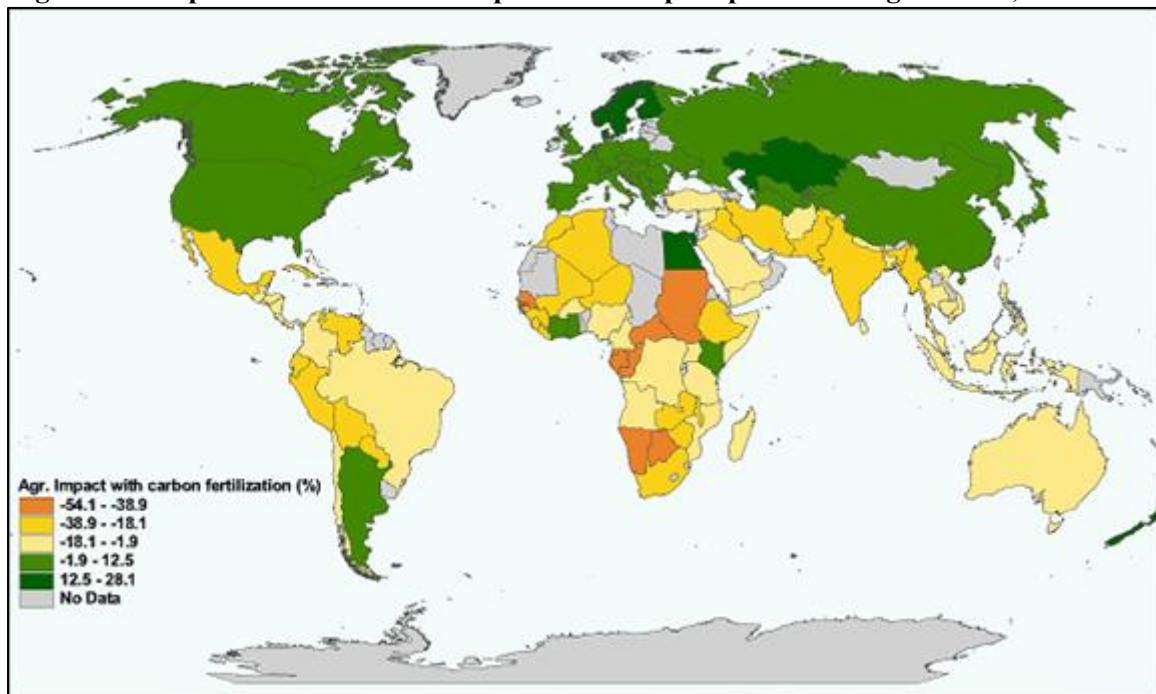 Agr. Impact with carbon fertilization (%)
-54.1 - -38.9
-38.9 - -18.1
-18.1 - -1.9
-1.9 - 12.5
12.5 - 28.1
No Data